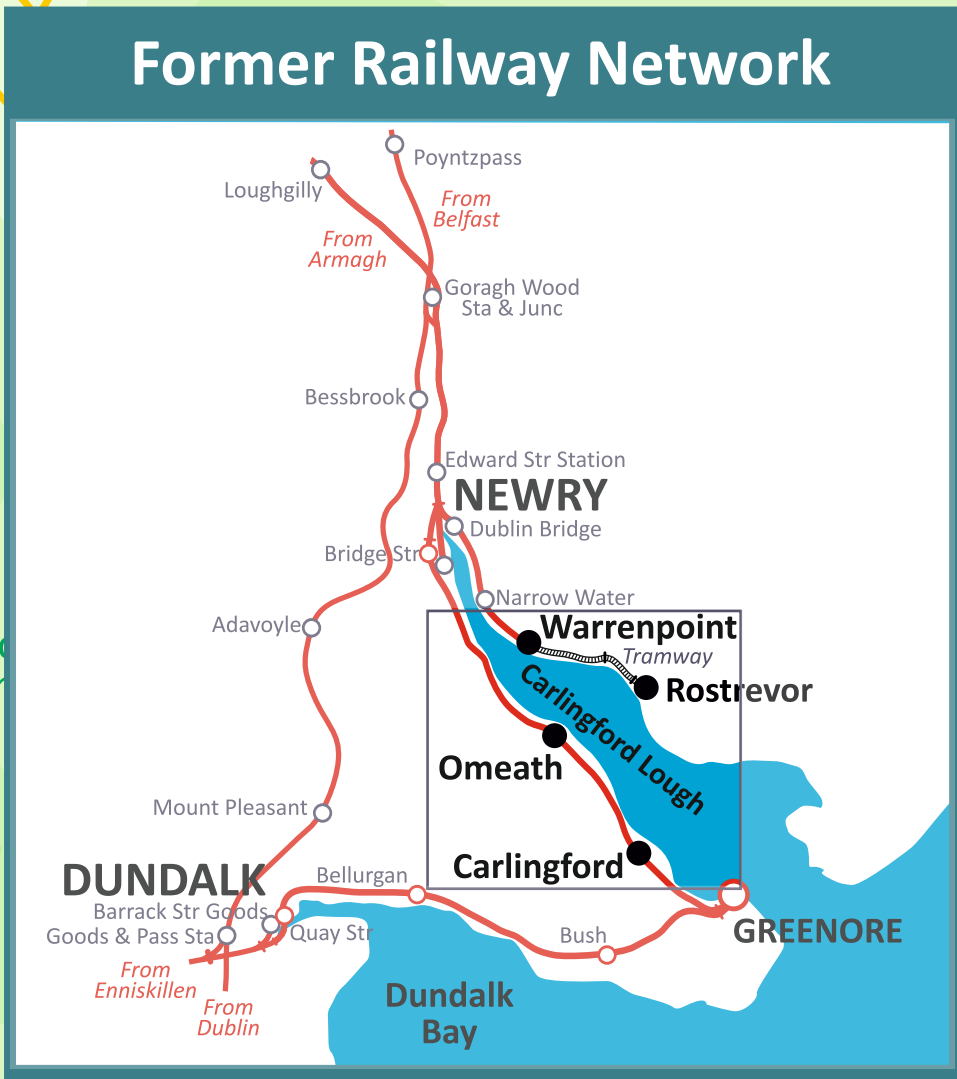 Former Railway Network
Poyntzpass
Loughgilly
From
Belfast
From
Armagh
Goragh Wood
Sta & Junc
Bessbrook
Edward Str Station
NEWRY
Dublin Bridge
Bridge Str
Narrow Water
Adavoyle
Warrenpoint
Tramway
Rostrevor
Carlingford Lough
Omeath
Mount Pleasant
Carlingford
DUNDALK
Bellurgan
Barrack Str Goods
Goods & Pass Sta
Quay Str
Bush
GREENORE
From
Enniskillen
From
Dublin
Dundalk
Bay